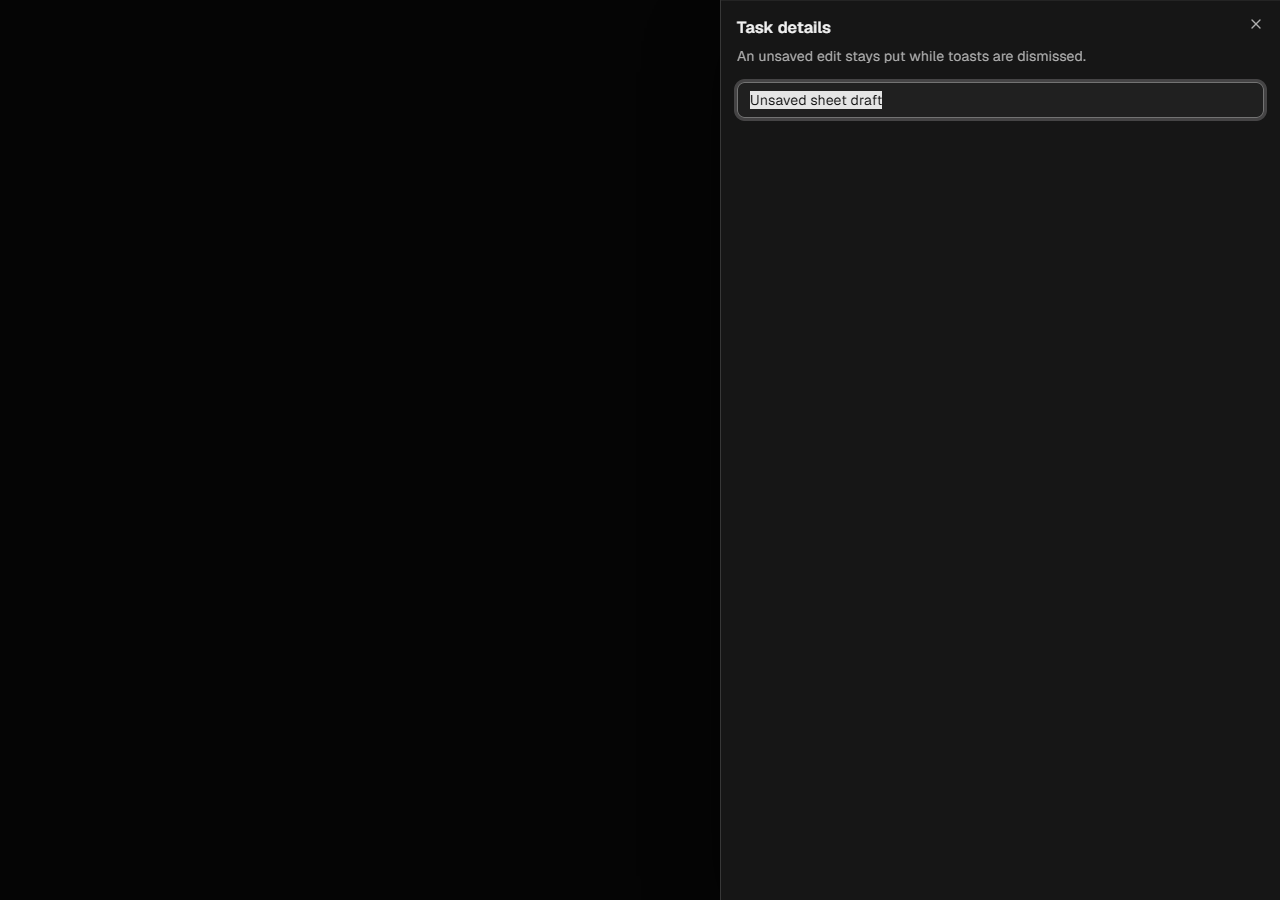 Task details
An unsaved edit stays put while toasts are dismissed.
Unsaved sheet draft